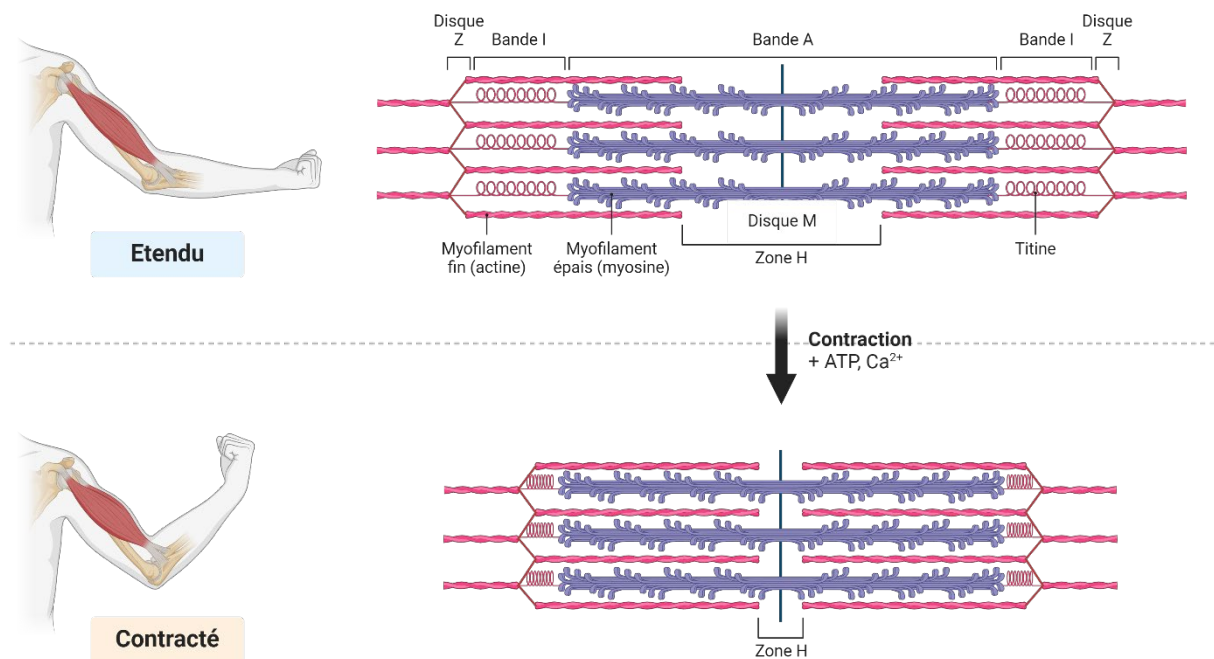 Disque
Z
Bande I
Bande A
Bande I
Disque
Z
Etendu
Myofilament
fin (actine)
Myofilament
épais (myosine)
Disque M
Zone H
Titine
Contraction
+ ATP, Ca²⁺
Contracté
Zone H